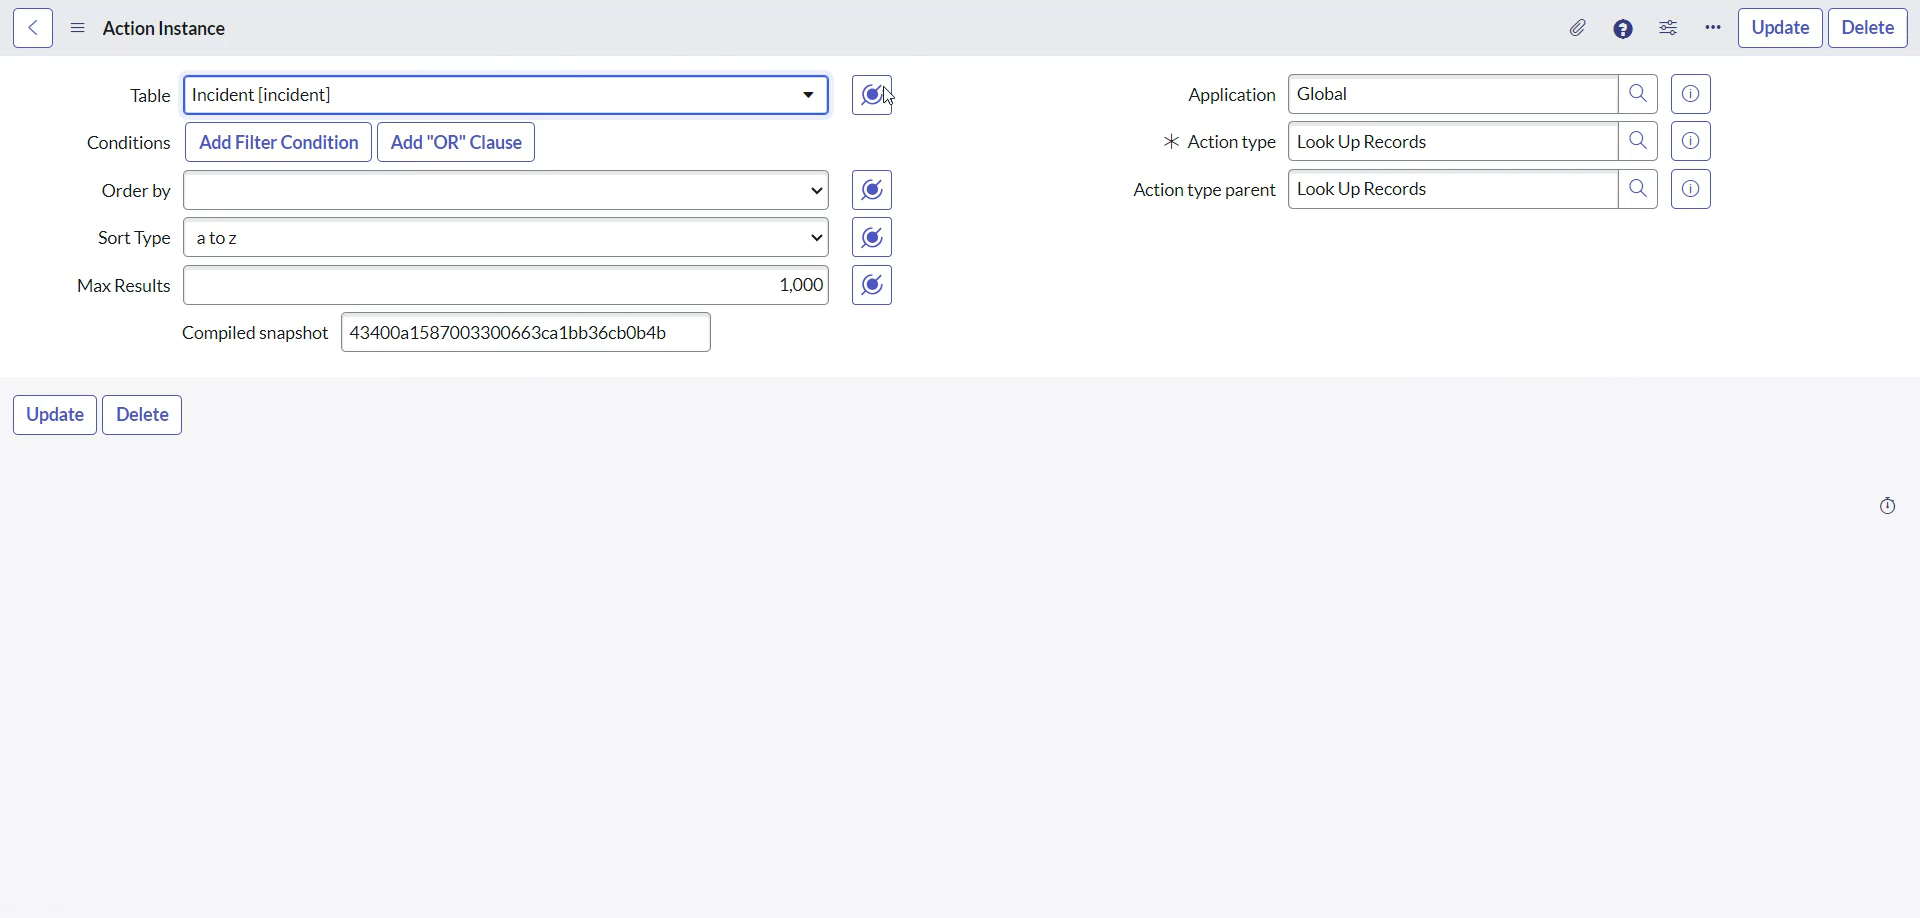 Action Instance
Update Delete
Table Incident [incident]
Conditions Add Filter Condition Add "OR" Clause
Order by
Sort Type a to z
Max Results 1,000
Compiled snapshot 43400a1587003300663ca1bb36cb0b4b
Application Global
Action type Look Up Records
Action type parent Look Up Records
Update Delete